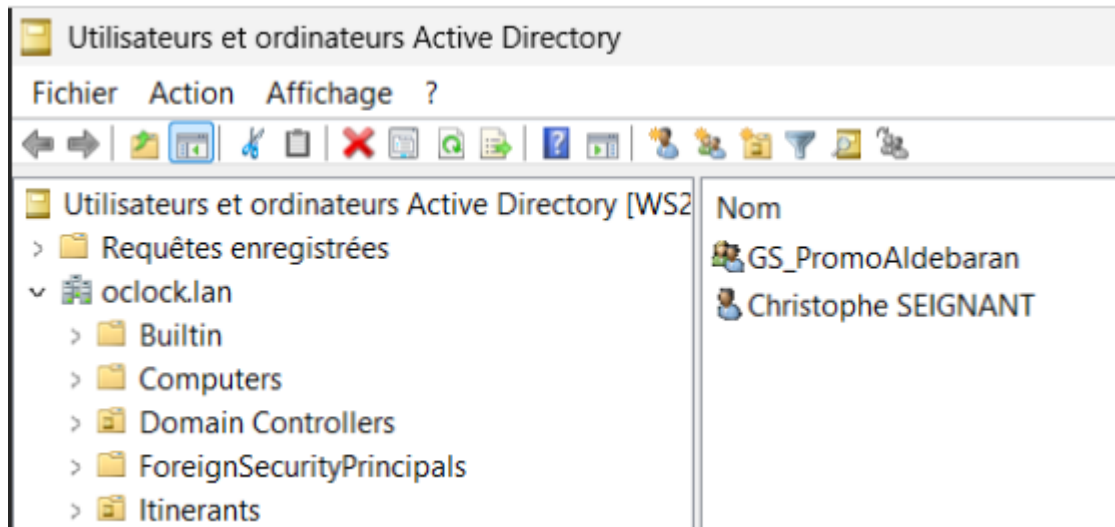 Utilisateurs et ordinateurs Active Directory
Fichier Action Affichage ?
Utilisateurs et ordinateurs Active Directory [WS2
Requêtes enregistrées
oclock.lan
Builtin
Computers
Domain Controllers
ForeignSecurityPrincipals
Itinerants
Nom
GS_PromoAldebaran
Christophe SEIGNANT